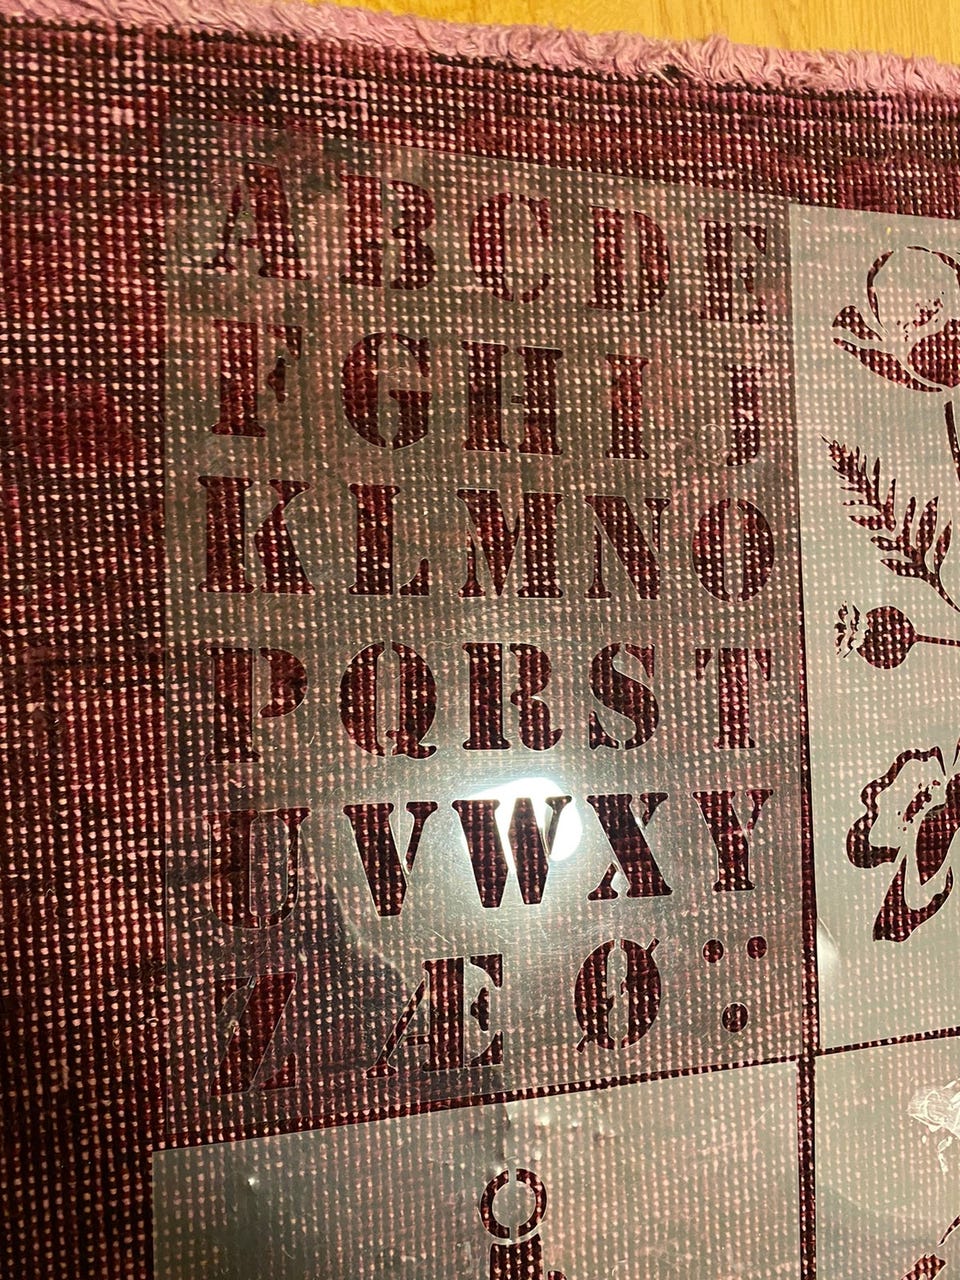 ABCDE
FGHIJ
KLMNO
PQRST
UVWXY
ZÆØ